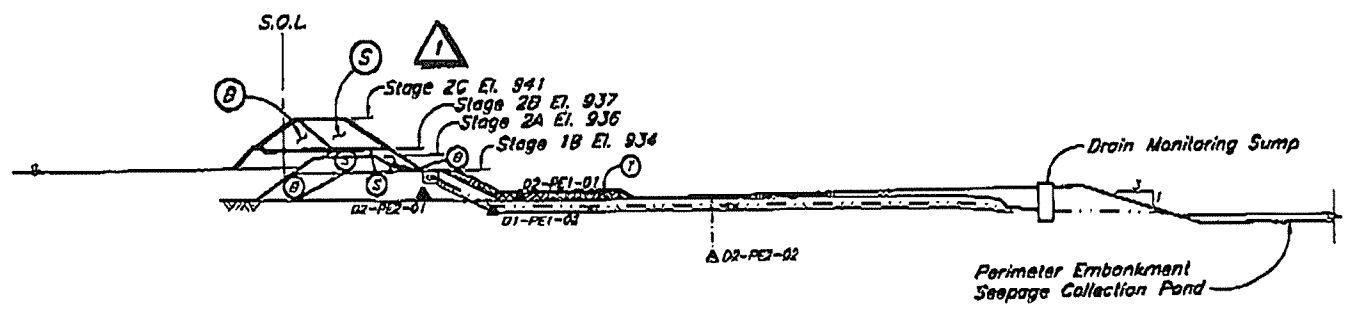 S.O.L.
1
S
B
Stage 2C El. 941
Stage 2B El. 937
Stage 2A El. 936
Stage 1B El. 934
Drain Monitoring Sump
S
B
B
S
T
D2-PE1-01
D2-PE2-01
D1-PE1-03
3
1
D2-PE2-02
Perimeter Embankment
Seepage Collection Pond